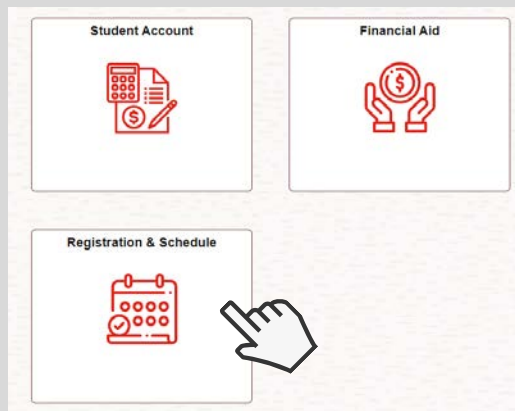 Student Account
Financial Aid
Registration & Schedule